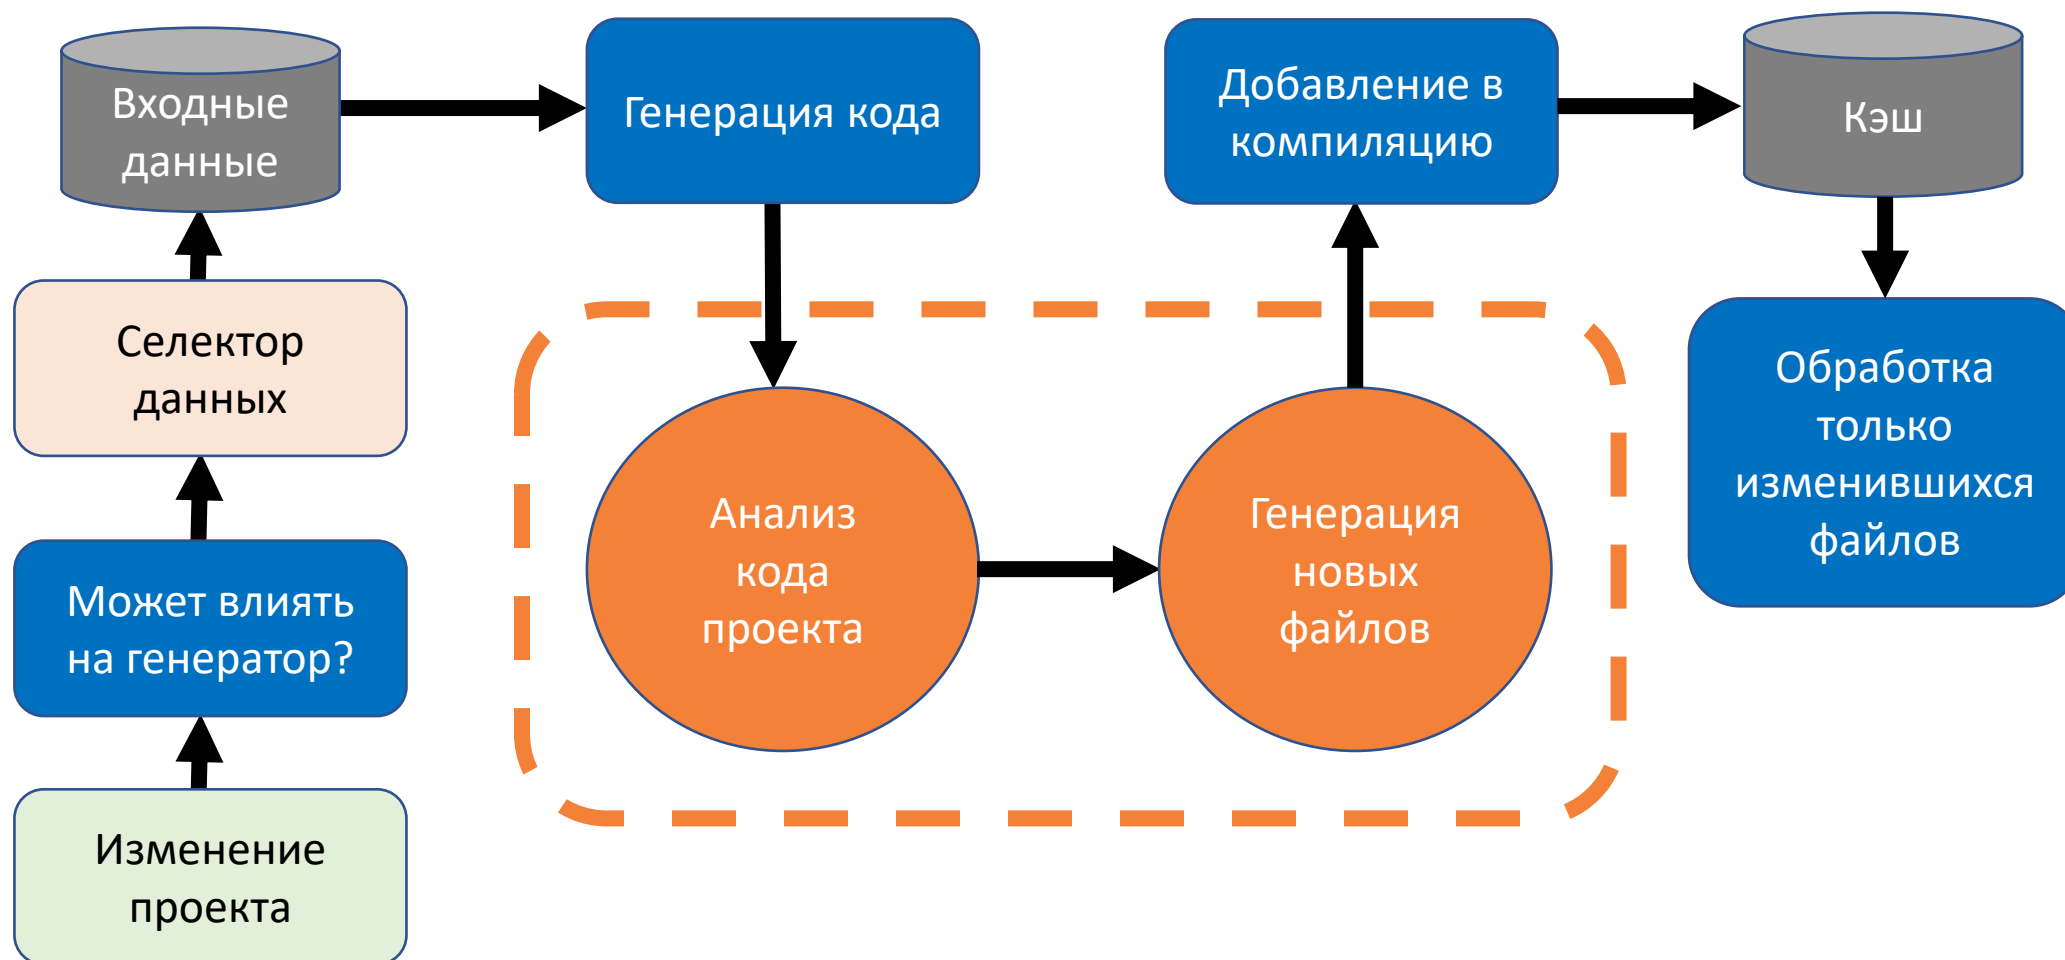 Входные
данные
Генерация кода
Добавление в
компиляцию
Кэш
Селектор
данных
Обработка
только
изменившихся
файлов
Анализ
кода
проекта
Генерация
новых
файлов
Может влиять
на генератор?
Изменение
проекта